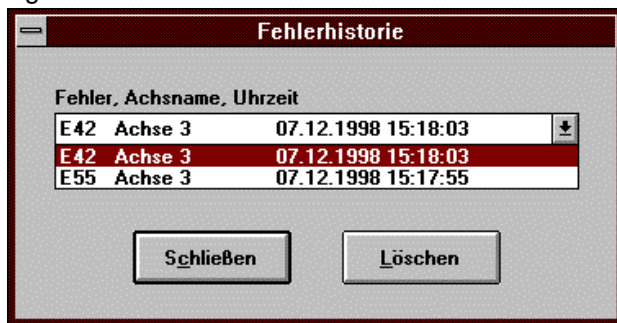 Fehlerhistorie
Fehler, Achsname, Uhrzeit
E42 Achse 3 07.12.1998 15:18:03
E42 Achse 3 07.12.1998 15:18:03
E55 Achse 3 07.12.1998 15:17:55
Schließen Löschen